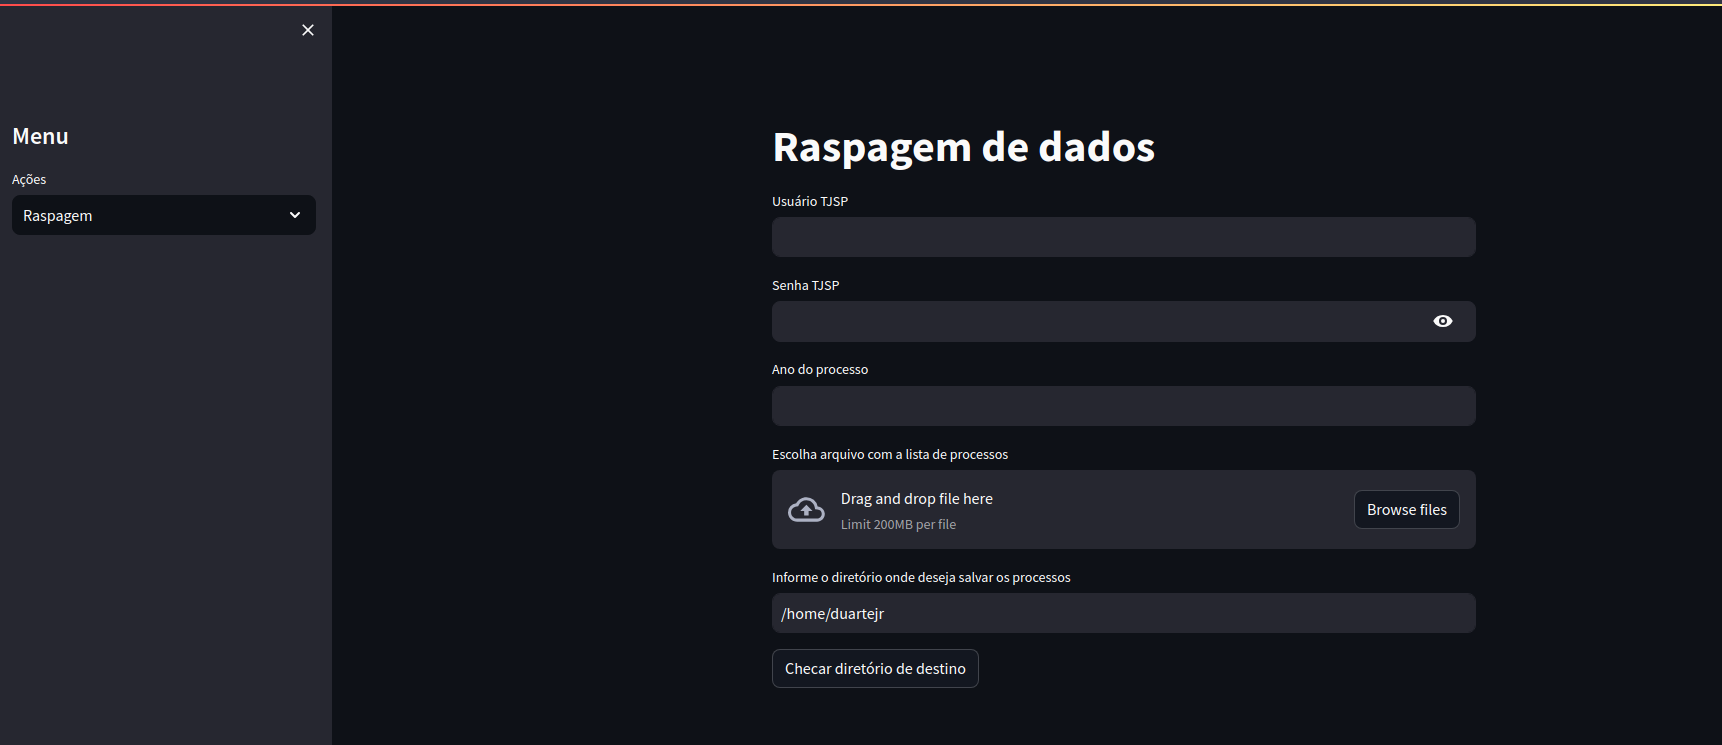 Menu
Ações
Raspagem
Raspagem de dados
Usuário TJSP
Senha TJSP
Ano do processo
Escolha arquivo com a lista de processos
Drag and drop file here
Limit 200MB per file
Browse files
Informe o diretório onde deseja salvar os processos
/home/duartejr
Checar diretório de destino